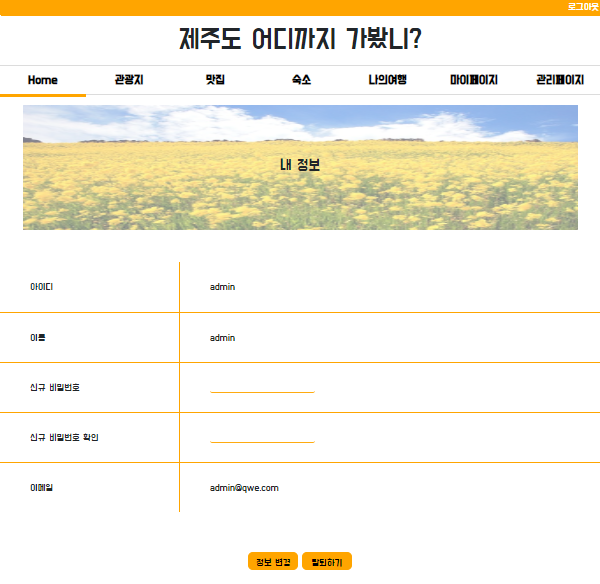 로그아웃
제주도 어디까지 가봤니?
Home 관광지 맛집 숙소 나의여행 마이페이지 관리페이지
내 정보
아이디 admin
이름 admin
신규 비밀번호
신규 비밀번호 확인
이메일 admin@qwe.com
정보 변경 탈퇴하기